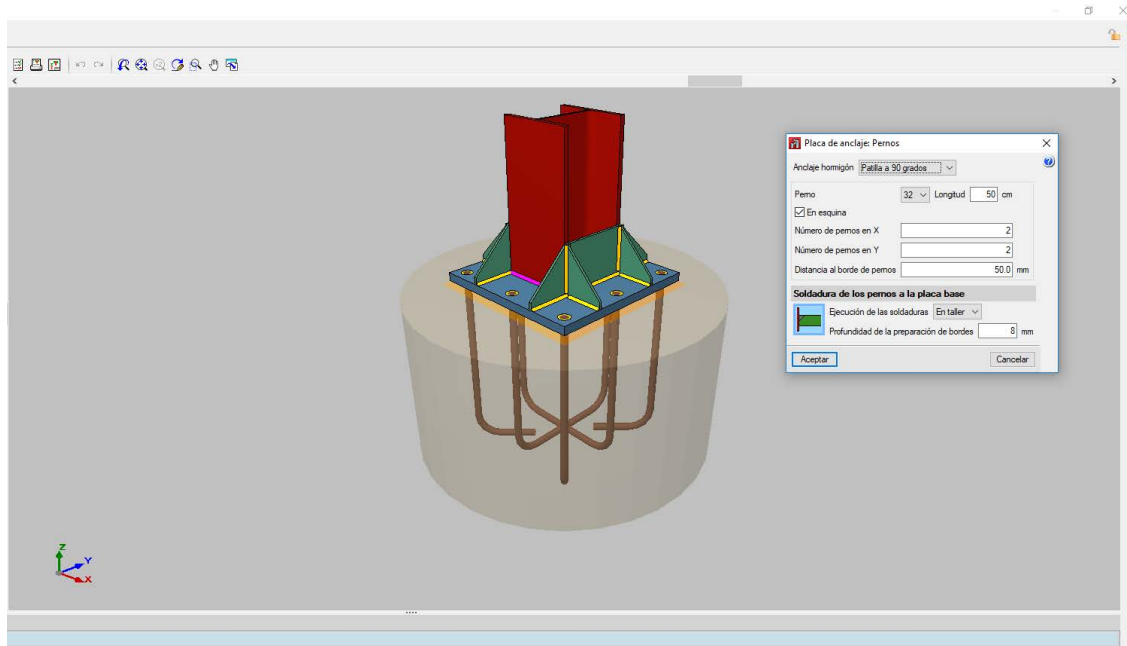 Placa de anclaje: Pernos
Anclaje hormigón Patilla a 90 grados
Perno 32 Longitud 50 cm
En esquina
Número de pernos en X 2
Número de pernos en Y 2
Distancia al borde de pernos 50.0 mm
Soldadura de los pernos a la placa base
Ejecución de las soldaduras En taller
Profundidad de la preparación de bordes 8 mm
Aceptar Cancelar
Z
Y
X